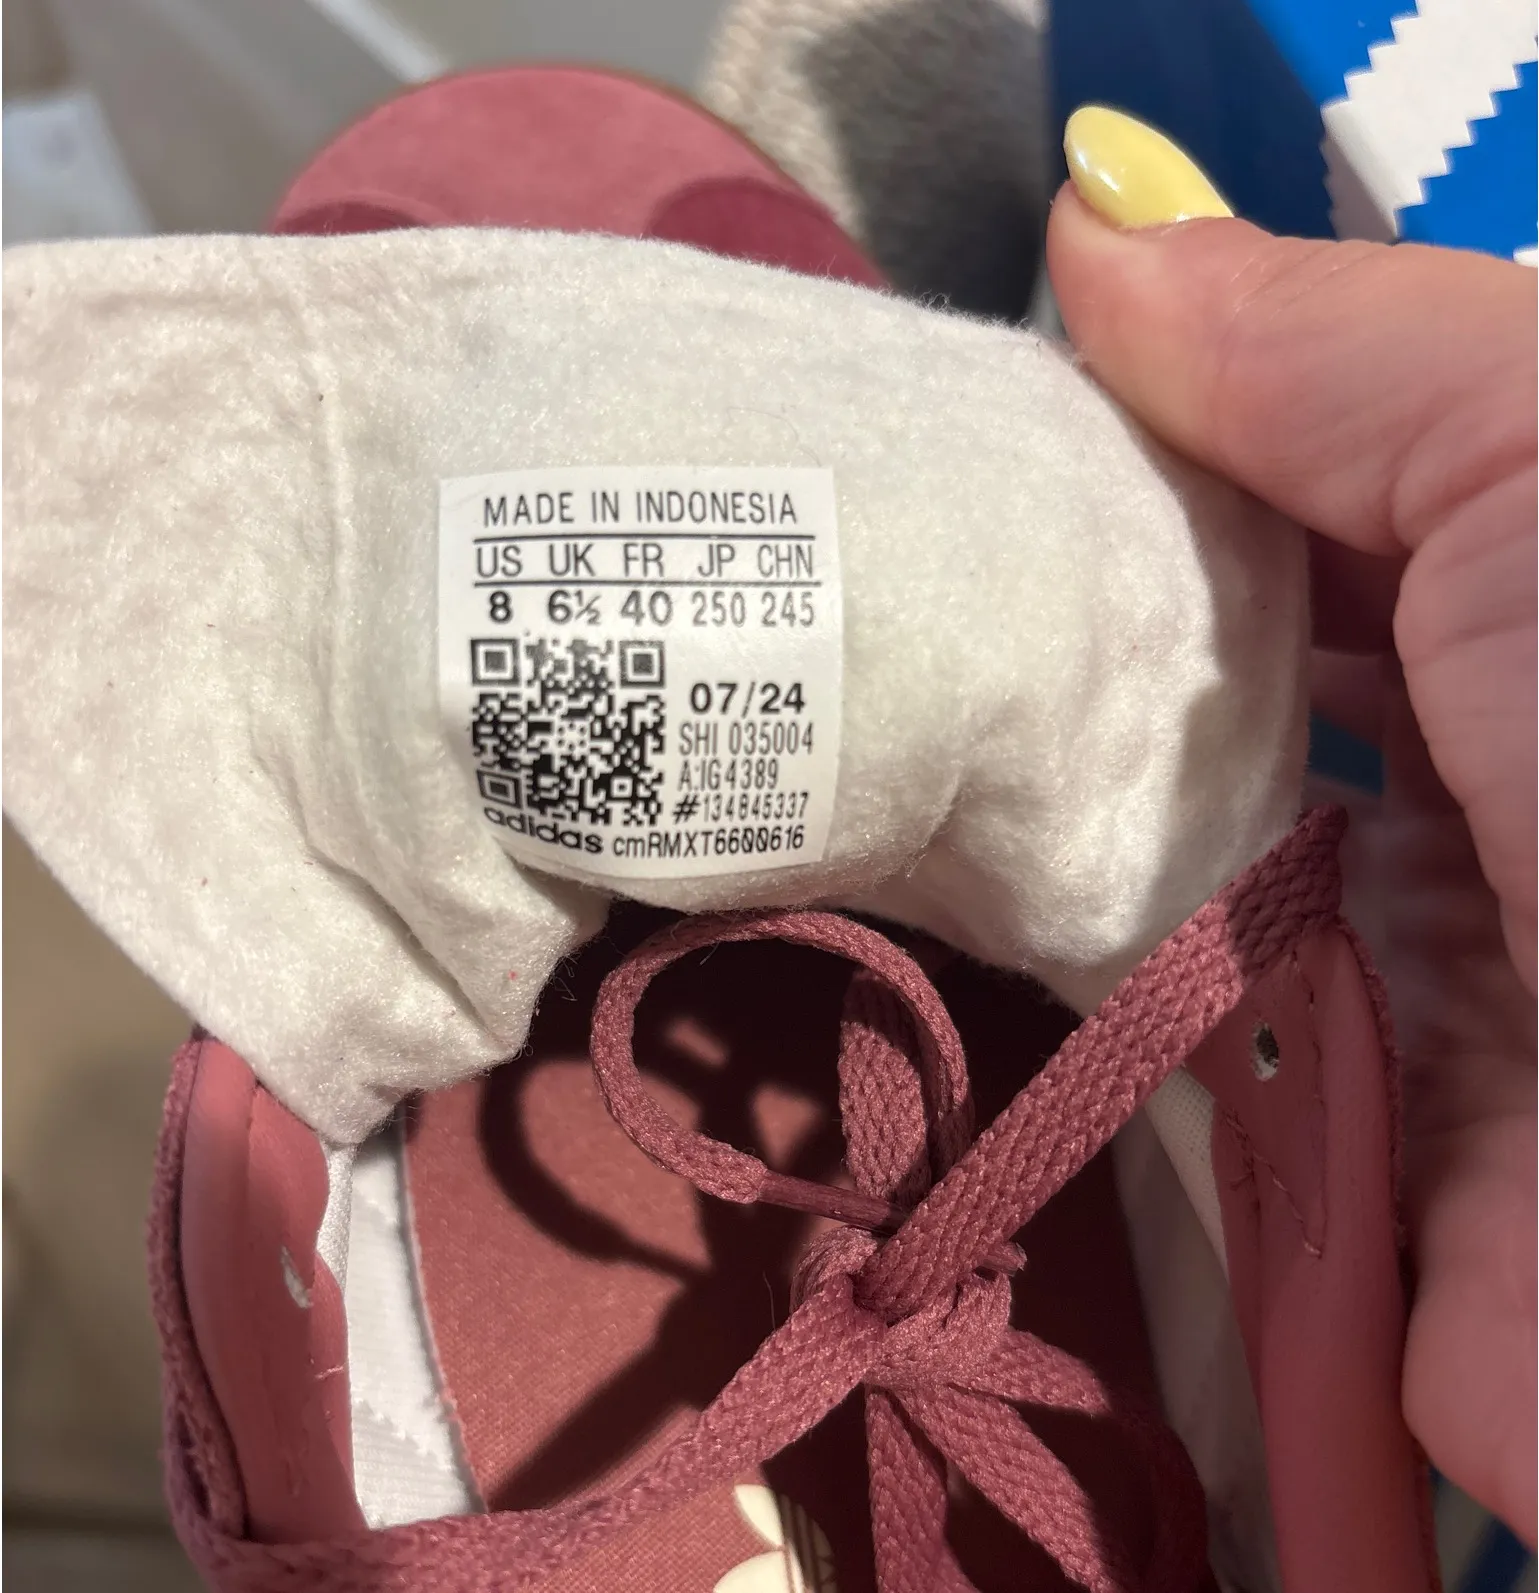 MADE IN INDONESIA
US UK FR JP CHN
8 6½ 40 250 245
07/24
SHI 035004
A:IG4389
#134845337
adidas cmRMXT6600616